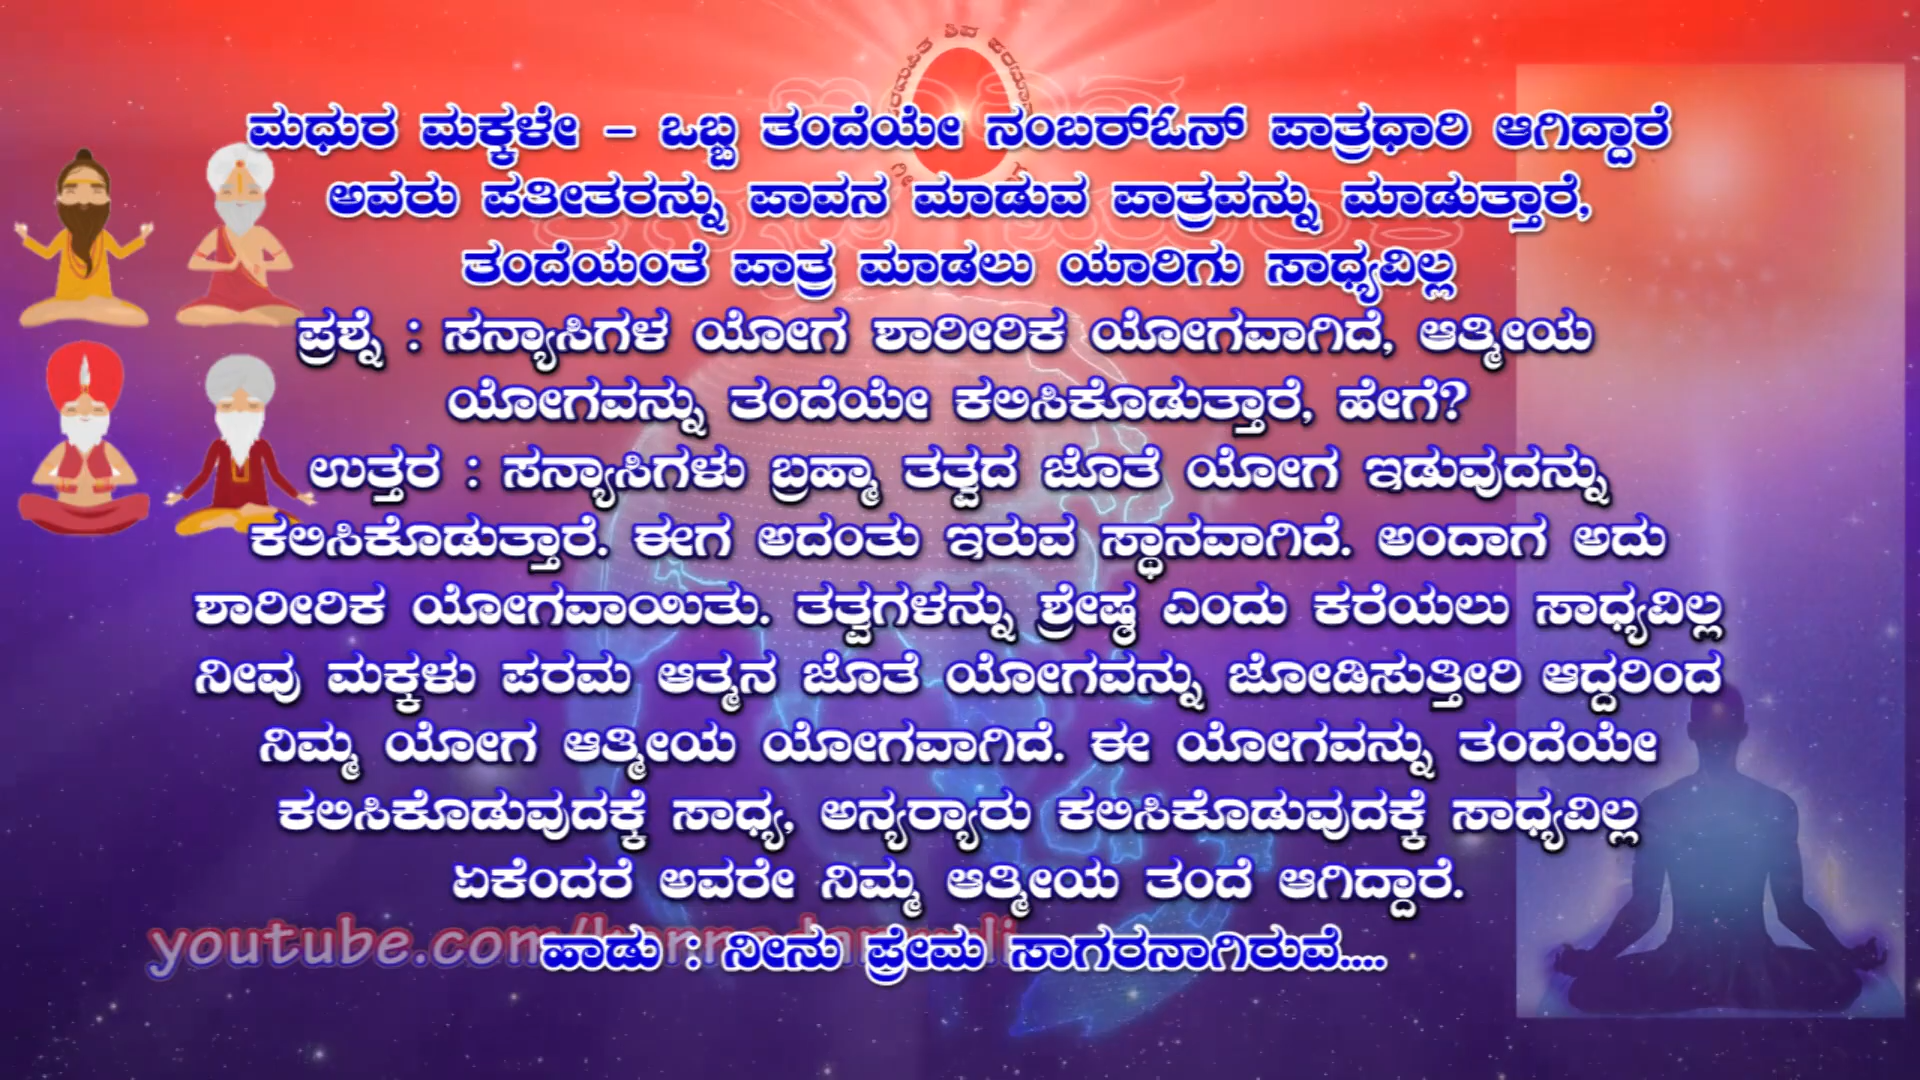 ಮಧುರ ಮಕ್ಕಳೇ – ಒಬ್ಬ ತಂದೆಯೇ ನಂಬರ್ಓನ್ ಪಾತ್ರಧಾರಿ ಆಗಿದ್ದಾರೆ
ಅವರು ಪತೀತರನ್ನು ಪಾವನ ಮಾಡುವ ಪಾತ್ರವನ್ನು ಮಾಡುತ್ತಾರೆ,
ತಂದೆಯಂತೆ ಪಾತ್ರ ಮಾಡಲು ಯಾರಿಗು ಸಾಧ್ಯವಿಲ್ಲ
ಪ್ರಶ್ನೆ : ಸನ್ಯಾಸಿಗಳ ಯೋಗ ಶಾರೀರಿಕ ಯೋಗವಾಗಿದೆ, ಆತ್ಮೀಯ
ಯೋಗವನ್ನು ತಂದೆಯೇ ಕಲಿಸಿಕೊಡುತ್ತಾರೆ, ಹೇಗೆ?
ಉತ್ತರ : ಸನ್ಯಾಸಿಗಳು ಬ್ರಹ್ಮಾ ತತ್ವದ ಜೊತೆ ಯೋಗ ಇಡುವುದನ್ನು
ಕಲಿಸಿಕೊಡುತ್ತಾರೆ. ಈಗ ಅದಂತು ಇರುವ ಸ್ಥಾನವಾಗಿದೆ. ಅಂದಾಗ ಅದು
ಶಾರೀರಿಕ ಯೋಗವಾಯಿತು. ತತ್ವಗಳನ್ನು ಶ್ರೇಷ್ಠ ಎಂದು ಕರೆಯಲು ಸಾಧ್ಯವಿಲ್ಲ
ನೀವು ಮಕ್ಕಳು ಪರಮ ಆತ್ಮನ ಜೊತೆ ಯೋಗವನ್ನು ಜೋಡಿಸುತ್ತೀರಿ ಆದ್ದರಿಂದ
ನಿಮ್ಮ ಯೋಗ ಆತ್ಮೀಯ ಯೋಗವಾಗಿದೆ. ಈ ಯೋಗವನ್ನು ತಂದೆಯೇ
ಕಲಿಸಿಕೊಡುವುದಕ್ಕೆ ಸಾಧ್ಯ, ಅನ್ಯರ‍್ಯಾರು ಕಲಿಸಿಕೊಡುವುದಕ್ಕೆ ಸಾಧ್ಯವಿಲ್ಲ
ಏಕೆಂದರೆ ಅವರೇ ನಿಮ್ಮ ಆತ್ಮೀಯ ತಂದೆ ಆಗಿದ್ದಾರೆ.
ಹಾಡು : ನೀನು ಪ್ರೇಮ ಸಾಗರನಾಗಿರುವೆ....